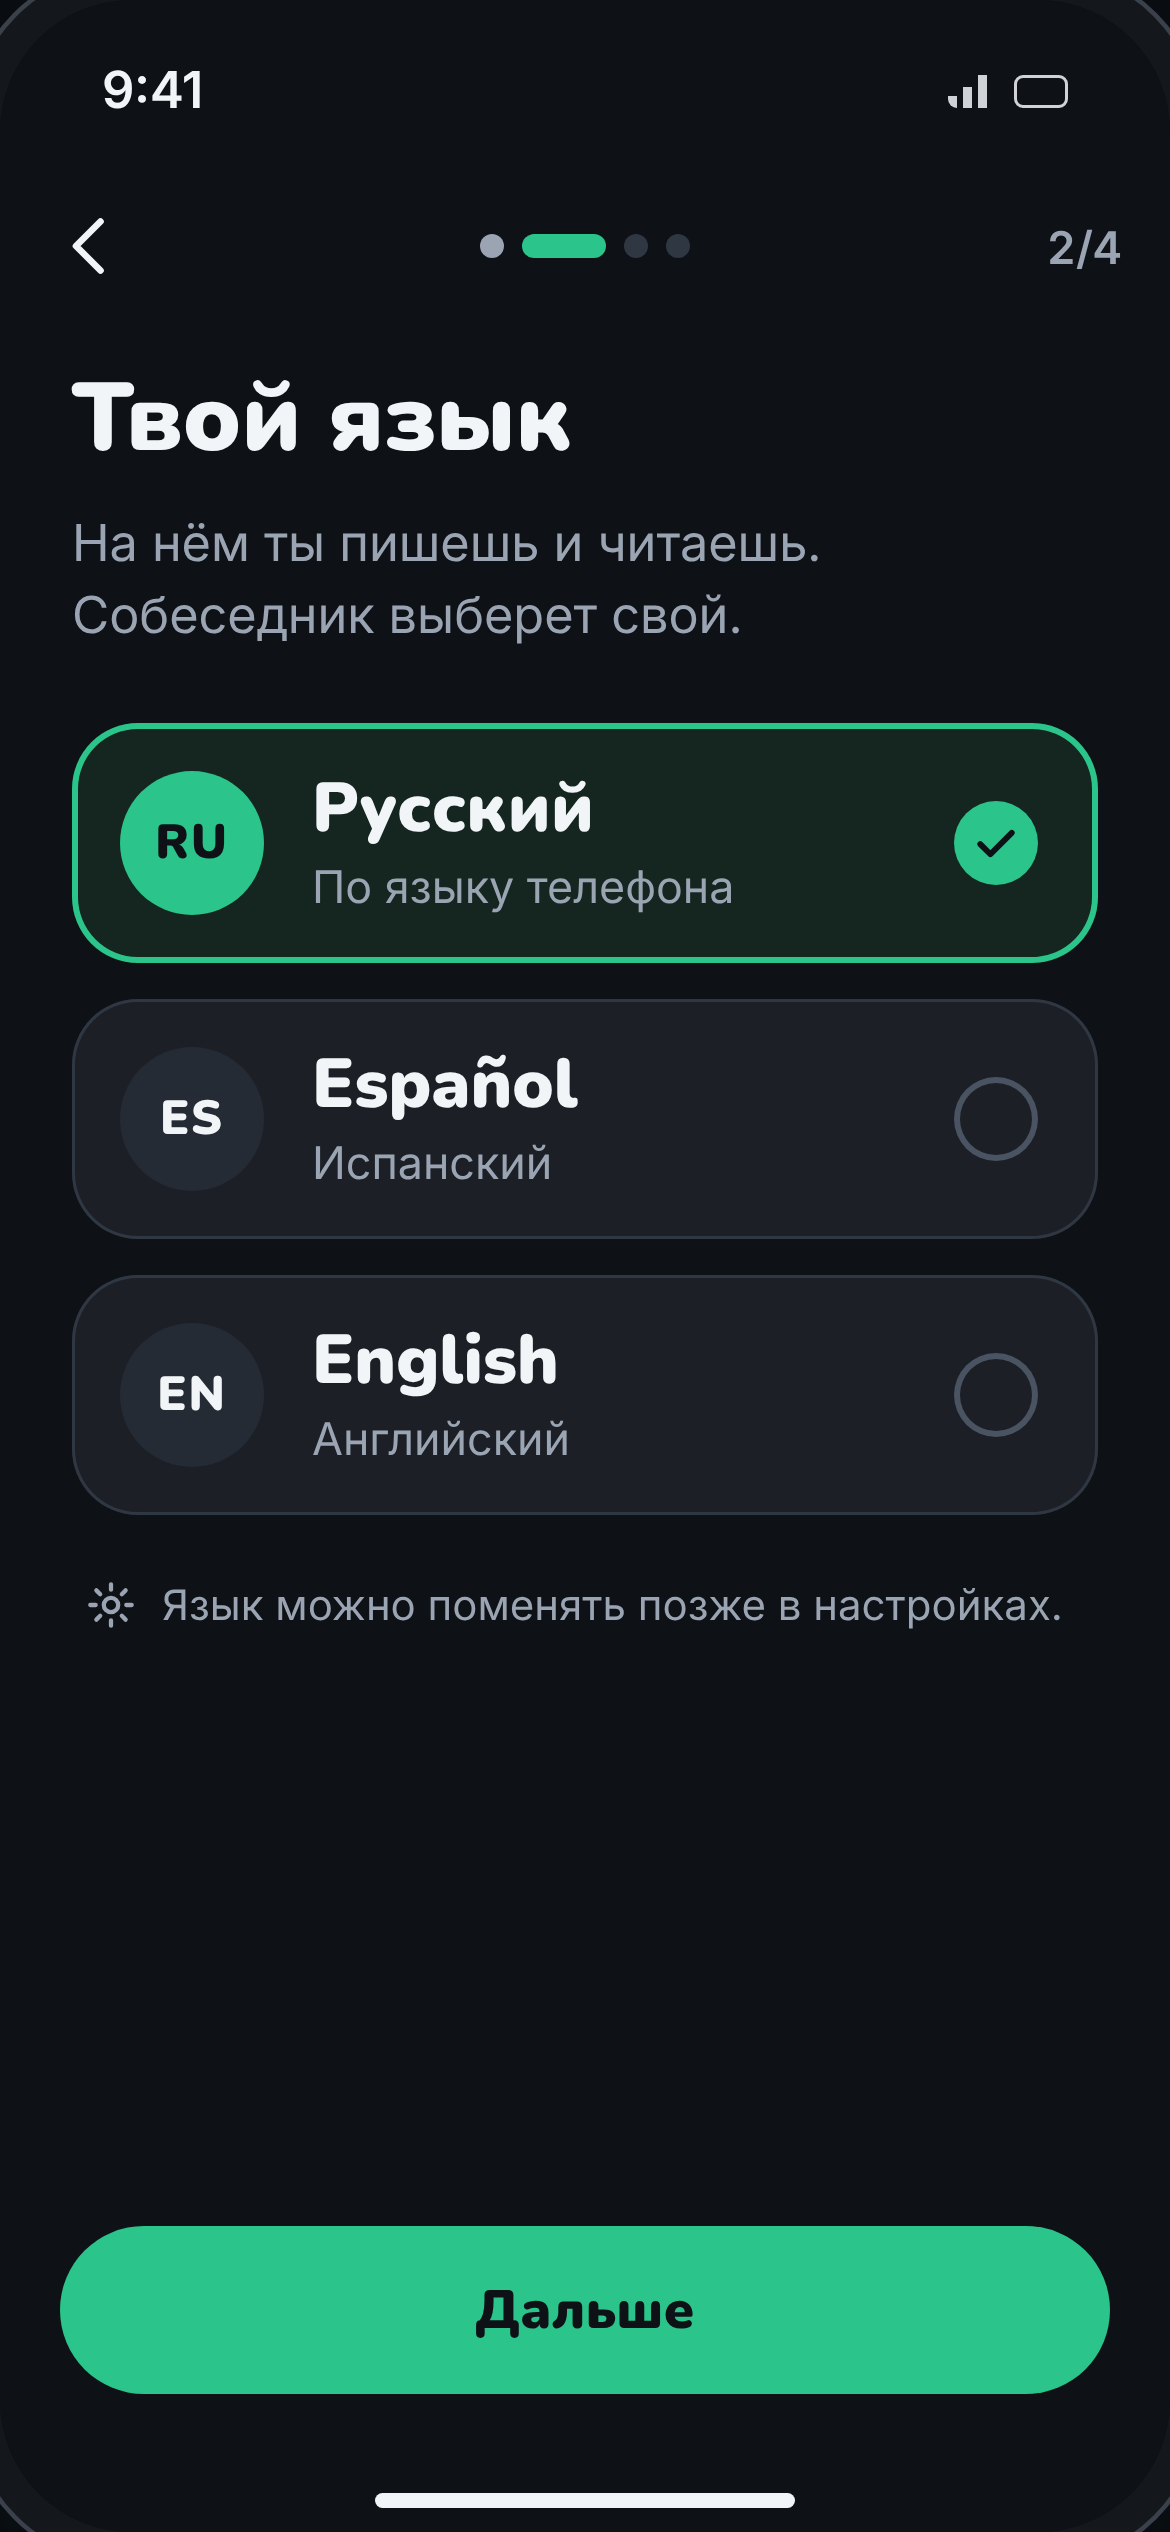 9:41
2/4
Твой язык
На нём ты пишешь и читаешь.
Собеседник выберет свой.
RU
Русский
По языку телефона
ES
Español
Испанский
EN
English
Английский
Язык можно поменять позже в настройках.
Дальше